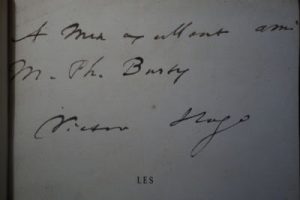 A mon excellent ami
M. Ph. Burty
Victor Hugo
LES